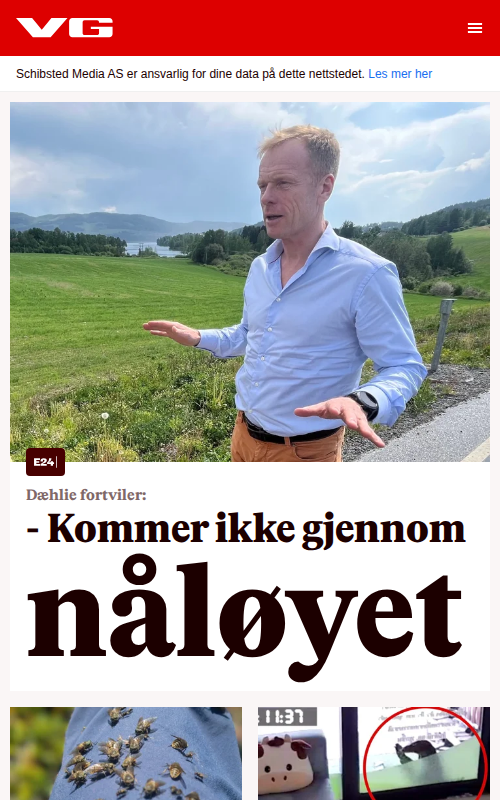 VG
Schibsted Media AS er ansvarlig for dine data på dette nettstedet. Les mer her
E24
Dæhlie fortviler:
- Kommer ikke gjennom
nåløyet
11:37